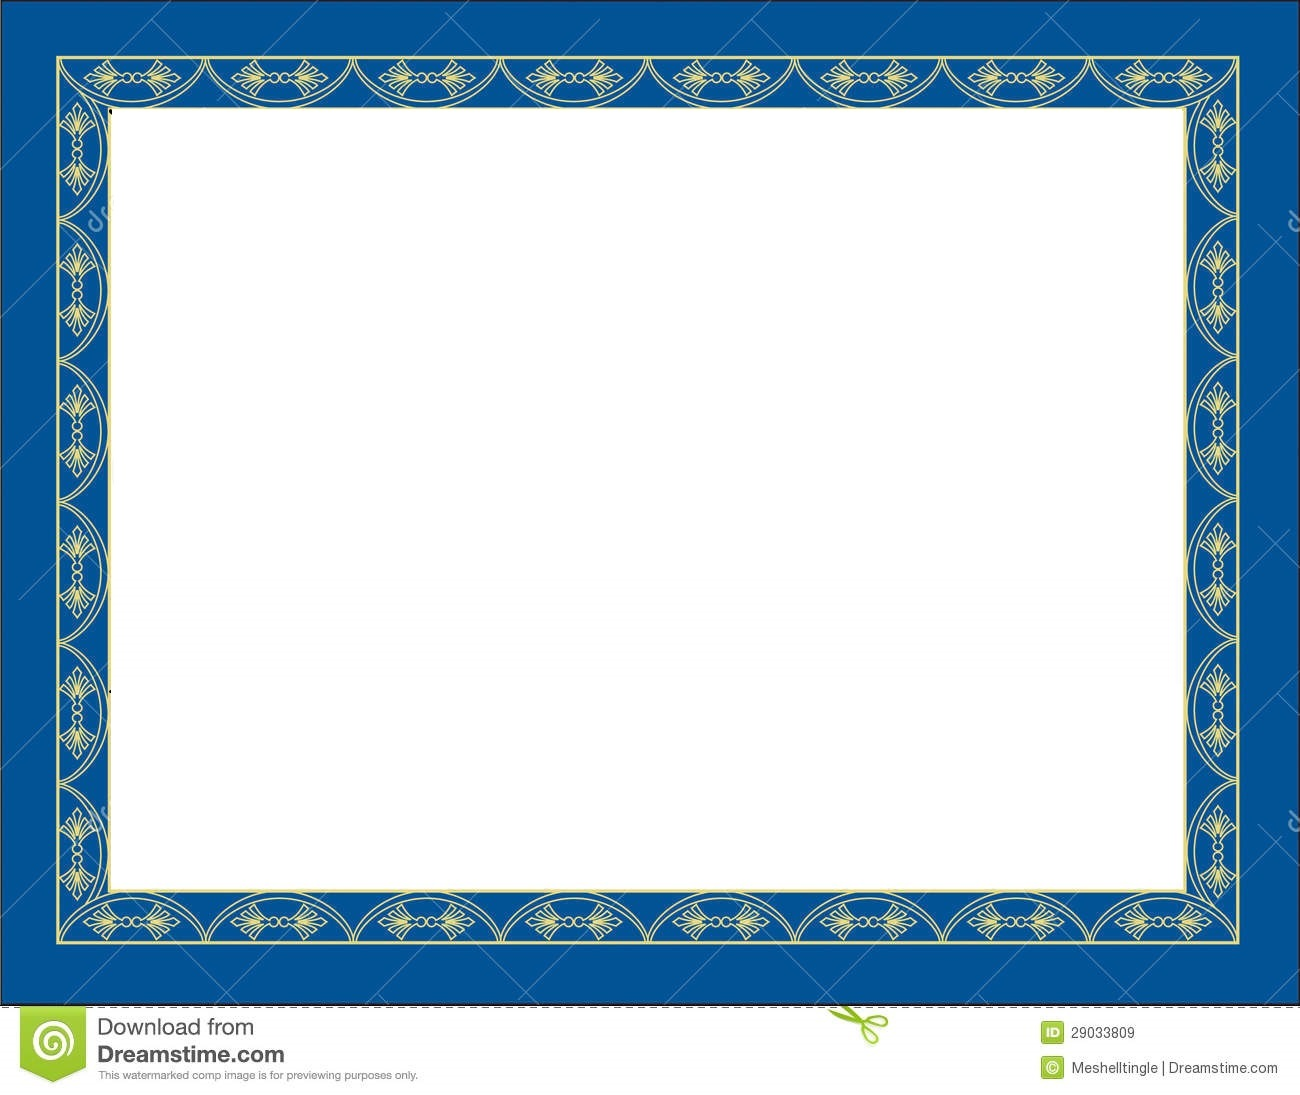 Download from
Dreamstime.com
This watermarked comp image is for previewing purposes only.
ID 29033809
© Meshelltingle | Dreamstime.com